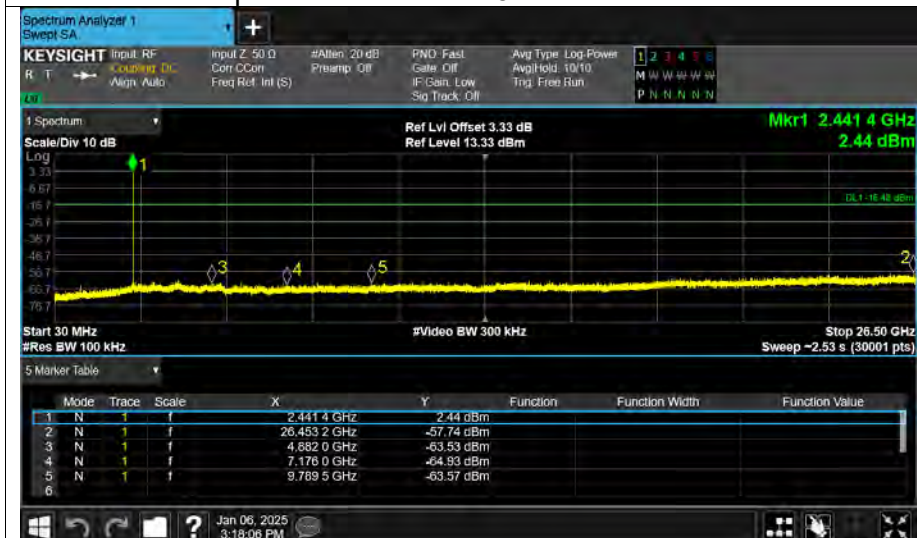 Spectrum Analyzer 1
Swept SA
+
KEYSIGHT Input: RF Input Z: 50 Ω #Atten: 20 dB PNO: Fast Avg Type: Log-Power 1 2 3 4 5 6
R T Coupling: DC Corr CCorr Preamp: Off Gate: Off Avg|Hold: 10/10 M W W W W W
Align: Auto Freq Ref: Int (S) IF Gain: Low Trig: Free Run
Sig Track: Off P N N N N N
1 Spectrum Ref Lvl Offset 3.33 dB Mkr1 2.441 4 GHz
Scale/Div 10 dB Ref Level 13.33 dBm 2.44 dBm
Log
1
3.33
-6.67
-16.7 DL1 -16.48 dBm
-26.7
-36.7
-46.7 2
-56.7 3 4 5
-66.7
-76.7
Start 30 MHz #Video BW 300 kHz Stop 26.50 GHz
#Res BW 100 kHz Sweep ~2.53 s (30001 pts)
5 Marker Table
Mode Trace Scale X Y Function Function Width Function Value
1 N 1 f 2.441 4 GHz 2.44 dBm
2 N 1 f 26.453 2 GHz -57.74 dBm
3 N 1 f 4.882 0 GHz -63.53 dBm
4 N 1 f 7.176 0 GHz -64.93 dBm
5 N 1 f 9.789 5 GHz -63.57 dBm
6
? Jan 06, 2025
3:18:06 PM